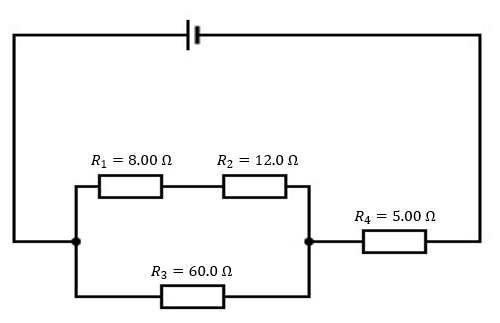 R₁ = 8.00 Ω
R₂ = 12.0 Ω
R₄ = 5.00 Ω
R₃ = 60.0 Ω